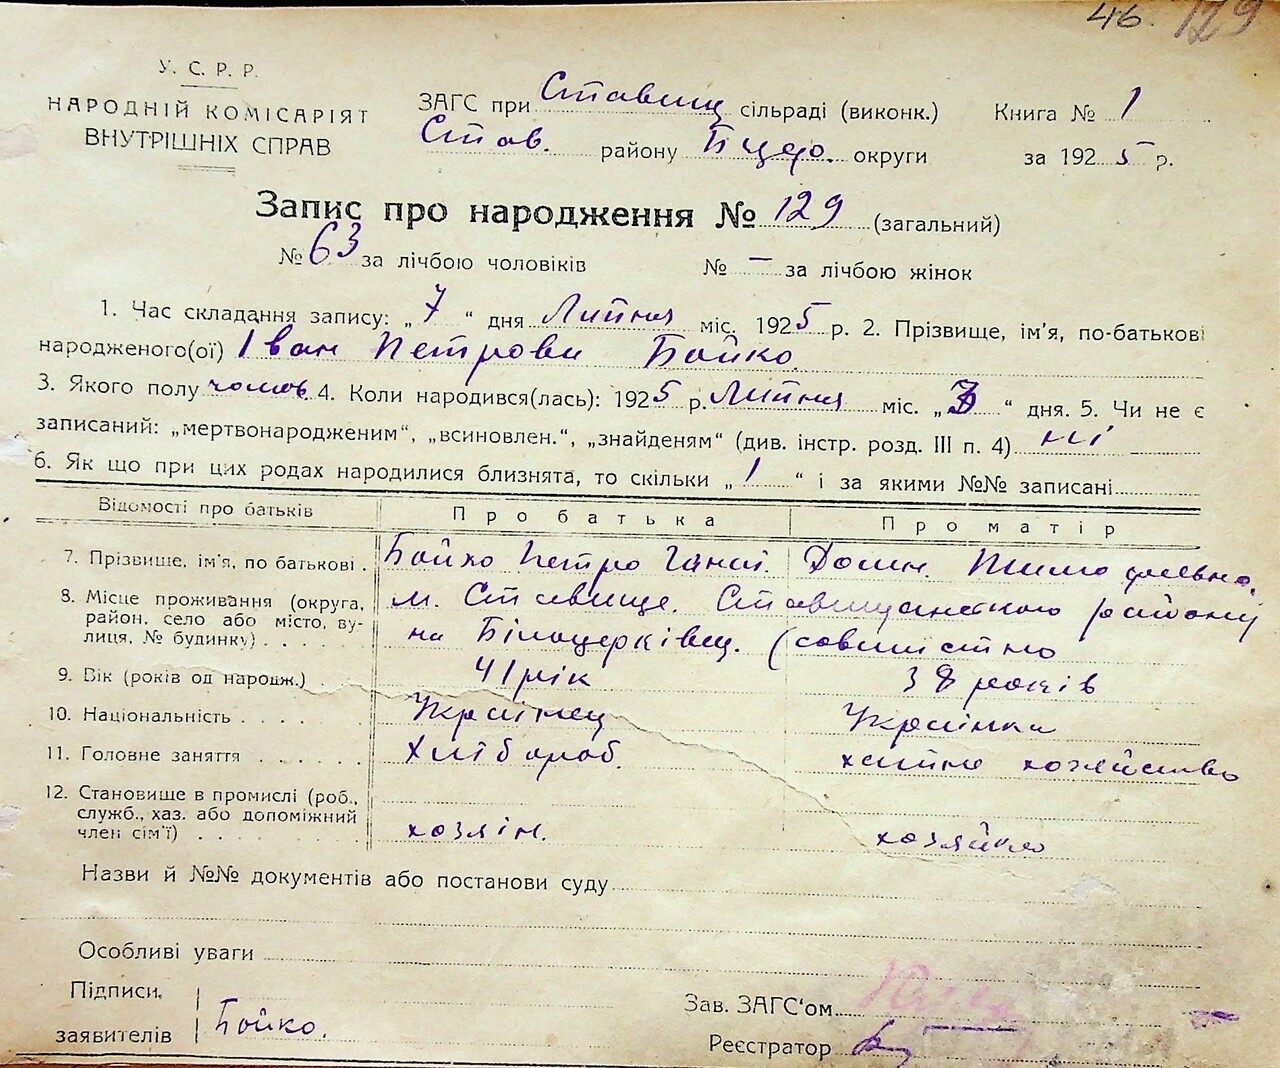 46 129
У. С. Р. Р.
НАРОДНІЙ КОМІСАРІЯТ
ВНУТРІШНІХ СПРАВ
ЗАГС при Ставищ сільраді (виконк.) Книга № 1
Став. району Бцер. округи за 1925 р.
Запис про народження № 129 (загальний)
№ 63 за лічбою чоловіків № – за лічбою жінок
1. Час складання запису: „7“ дня Липня міс. 1925 р. 2. Прізвище, ім'я, по-батькові
народженого(ої) Іван Петрови Бойко
3. Якого полу чолов. 4. Коли народився(лась): 1925 р. Липня міс. „ “ дня. 5. Чи не є
записаний: „мертвонародженим“, „всиновлен.“, „знайденям“ (див. інстр. розд. III п. 4) ні
6. Як що при цих родах народилися близнята, то скільки „1“ і за якими №№ записані
Відомості про батьків Про батька Про матір
7. Прізвище, ім'я, по батькові . Бойко Петро Домн. Тимофеевна.
8. Місце проживання (округа, м. Ставище. Ставищанского району
район, село або місто, ву-
лиця, № будинку) . . . . . на Білоцерківщ. (совмістно
9. Вік (років од народж.) 41 рік 38 років
10. Національність . . . . Українец Українка
11. Головне заняття . . . . . . Хлібороб. хатне хозейство
12. Становище в промислі (роб.,
служб., хаз. або допоміжний
член сім'ї) . . . . . . . хозяін. хозяйка
Назви й №№ документів або постанови суду
Особливі уваги
Підписи
заявителів Бойко.
Зав. ЗАГС'ом
Реєстратор